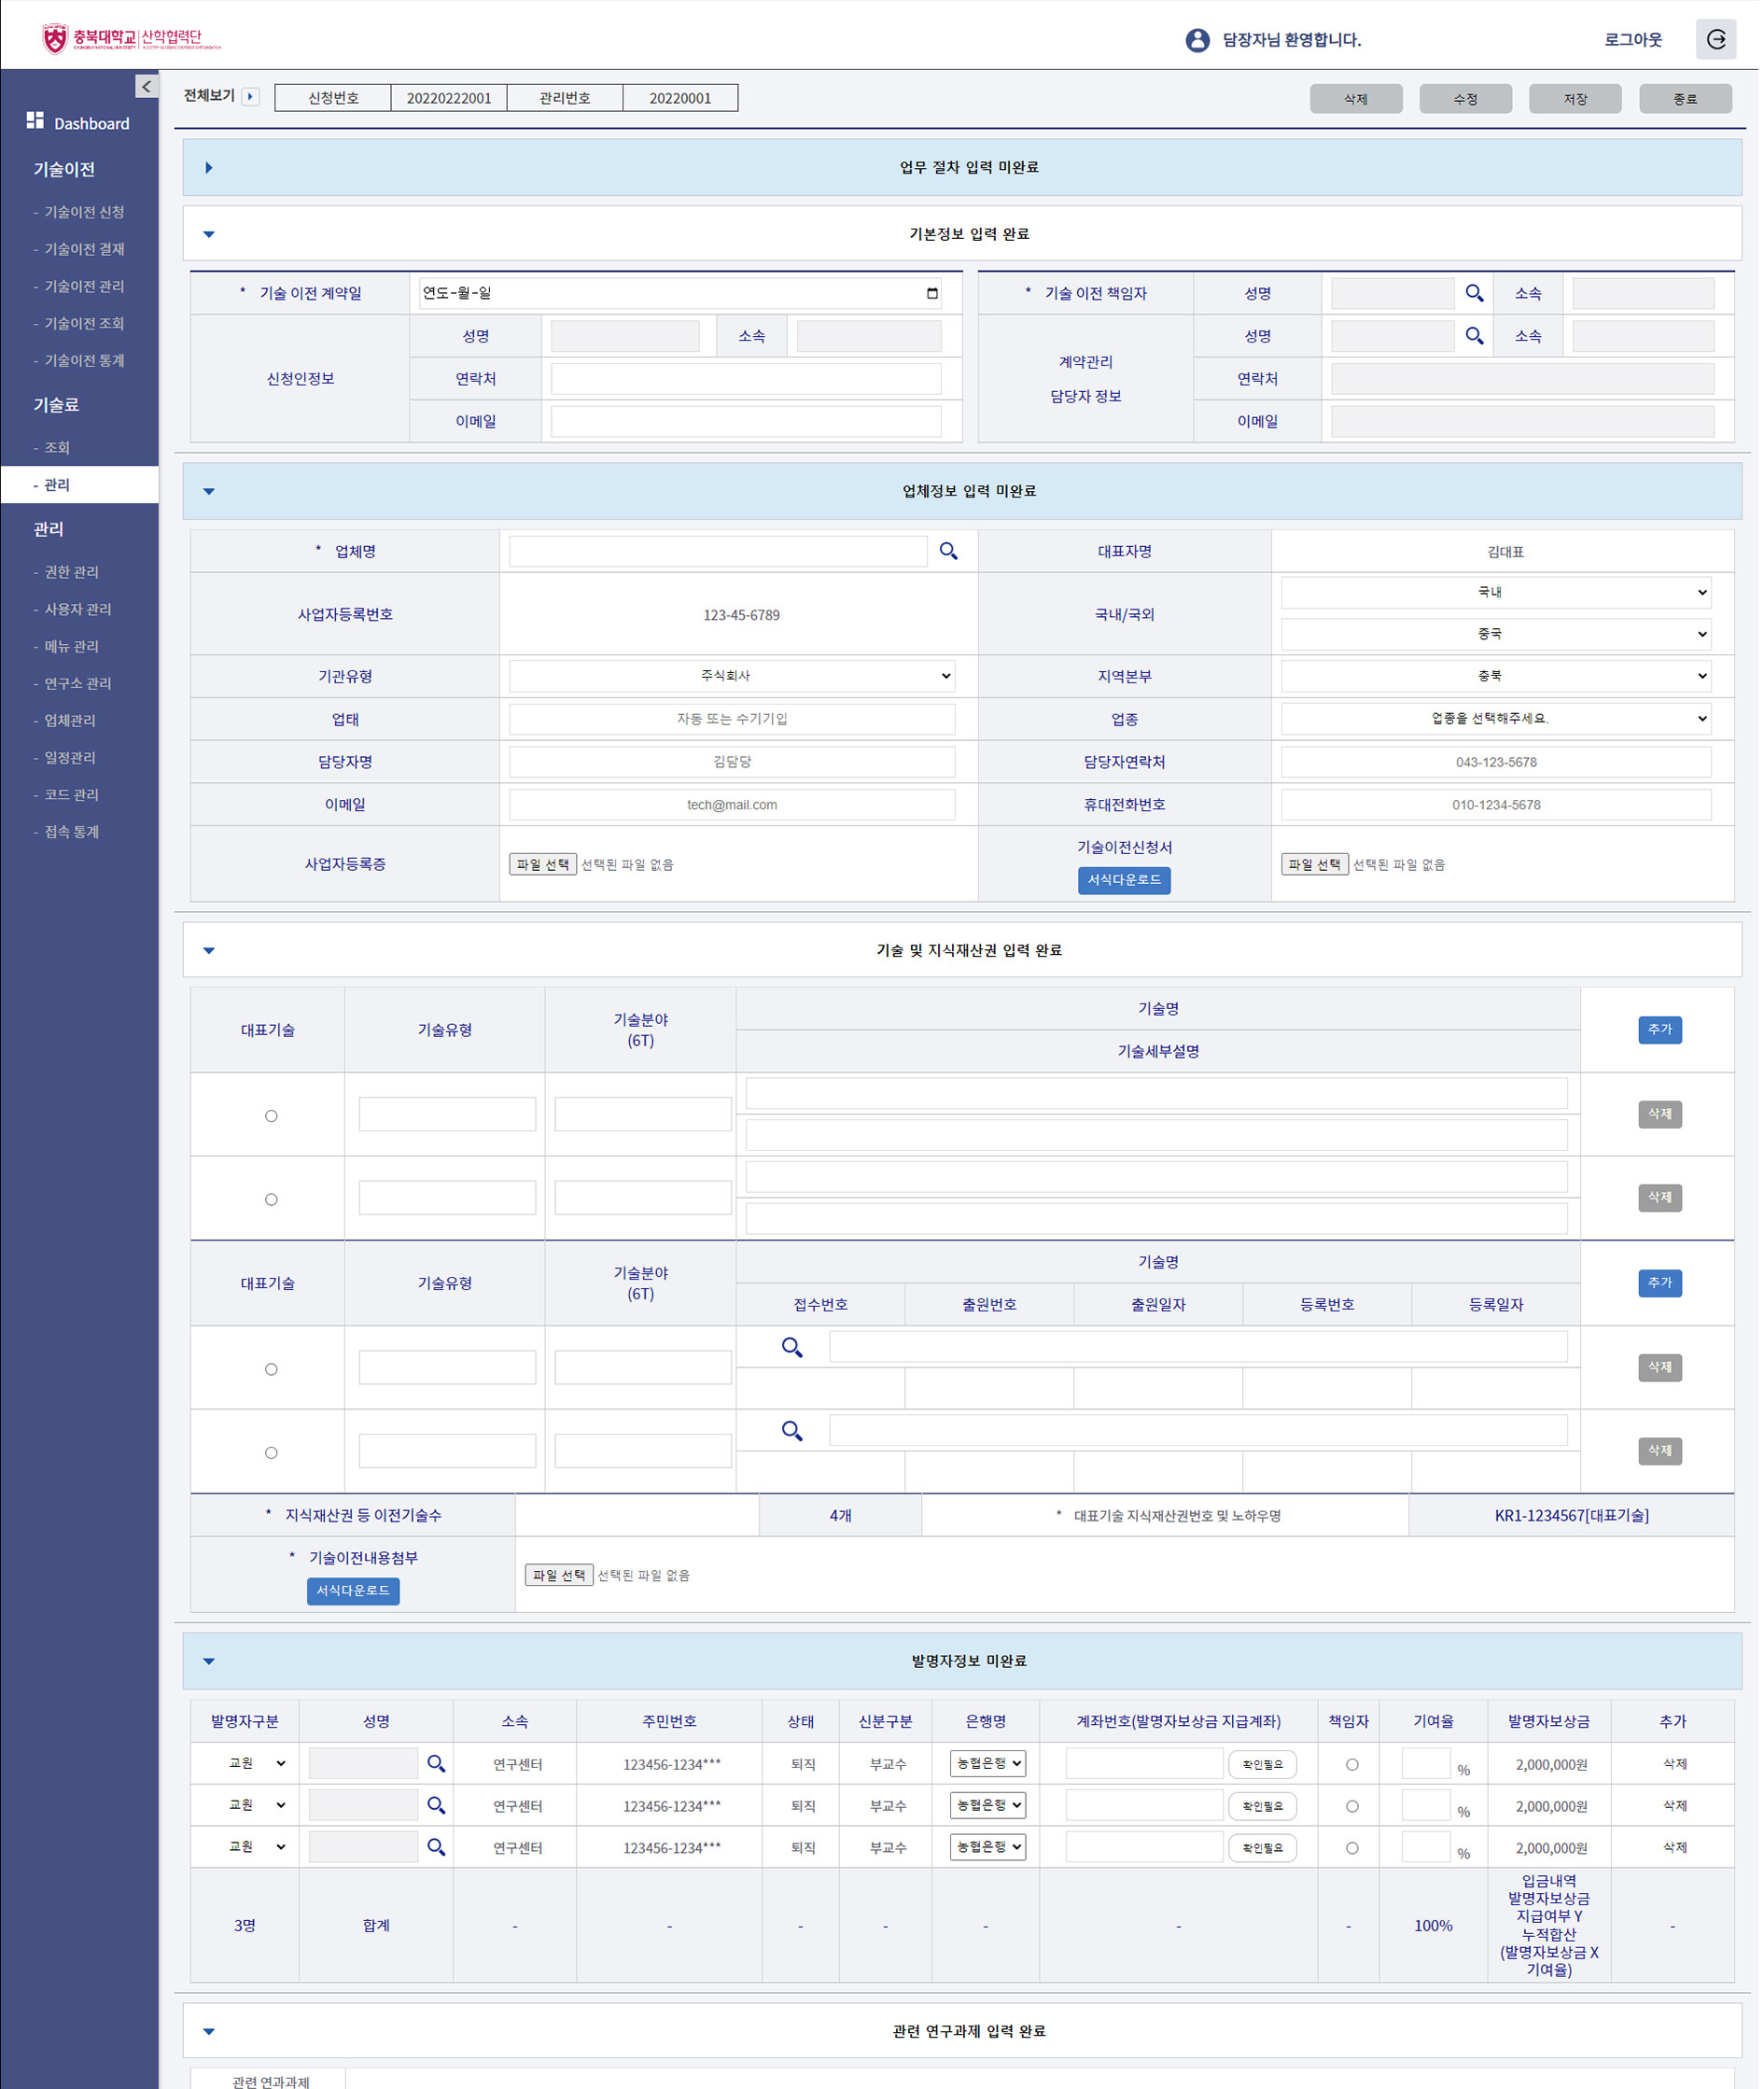 충북대학교 산학협력단
담장자님 환영합니다.
로그아웃
Dashboard
기술이전
- 기술이전 신청
- 기술이전 결재
- 기술이전 관리
- 기술이전 조회
- 기술이전 통계
기술료
- 조회
- 관리
관리
- 권한 관리
- 사용자 관리
- 메뉴 관리
- 연구소 관리
- 업체관리
- 일정관리
- 코드 관리
- 접속 통계
전체보기 신청번호 20220222001 관리번호 20220001 삭제 수정 저장 종료
업무 절차 입력 미완료
기본정보 입력 완료
* 기술 이전 계약일 연도-월-일 * 기술 이전 책임자 성명 소속
신청인정보 성명 소속 계약관리 성명 소속
연락처 담당자 정보 연락처
이메일 이메일
업체정보 입력 미완료
* 업체명 대표자명 김대표
사업자등록번호 123-45-6789 국내/국외 국내
중국
기관유형 주식회사 지역본부 충북
업태 자동 또는 수기기입 업종 업종을 선택해주세요.
담당자명 김담당 담당자연락처 043-123-5678
이메일 tech@mail.com 휴대전화번호 010-1234-5678
사업자등록증 파일 선택 선택된 파일 없음 기술이전신청서 파일 선택 선택된 파일 없음
서식다운로드
기술 및 지식재산권 입력 완료
대표기술 기술유형 기술분야 기술명 추가
(6T) 기술세부설명
삭제
삭제
대표기술 기술유형 기술분야 기술명 추가
(6T) 접수번호 출원번호 출원일자 등록번호 등록일자
삭제
삭제
* 지식재산권 등 이전기술수 4개 * 대표기술 지식재산권번호 및 노하우명 KR1-1234567[대표기술]
* 기술이전내용첨부 파일 선택 선택된 파일 없음
서식다운로드
발명자정보 미완료
발명자구분 성명 소속 주민번호 상태 신분구분 은행명 계좌번호(발명자보상금 지급계좌) 책임자 기여율 발명자보상금 추가
교원 연구센터 123456-1234*** 퇴직 부교수 농협은행 확인필요 % 2,000,000원 삭제
교원 연구센터 123456-1234*** 퇴직 부교수 농협은행 확인필요 % 2,000,000원 삭제
교원 연구센터 123456-1234*** 퇴직 부교수 농협은행 확인필요 % 2,000,000원 삭제
3명 합계 - - - - - - - 100% 입금내역 -
발명자보상금
지급여부 Y
누적합산
(발명자보상금 X
기여율)
관련 연구과제 입력 완료
관련 연과과제